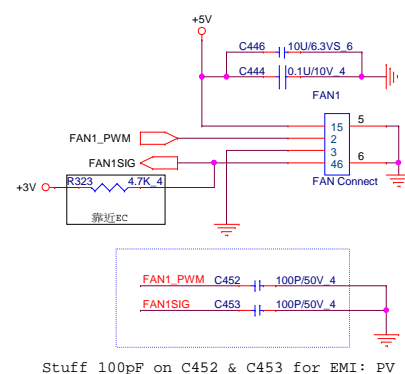 +5V
C446 10U/6.3VS_6
C444 0.1U/10V_4
FAN1
FAN1_PWM
FAN1SIG
15 5
2
3
46 6
FAN Connect
+3V R323 4.7K_4
靠近EC
FAN1_PWM C452 100P/50V_4
FAN1SIG C453 100P/50V_4
Stuff 100pF on C452 & C453 for EMI: PV